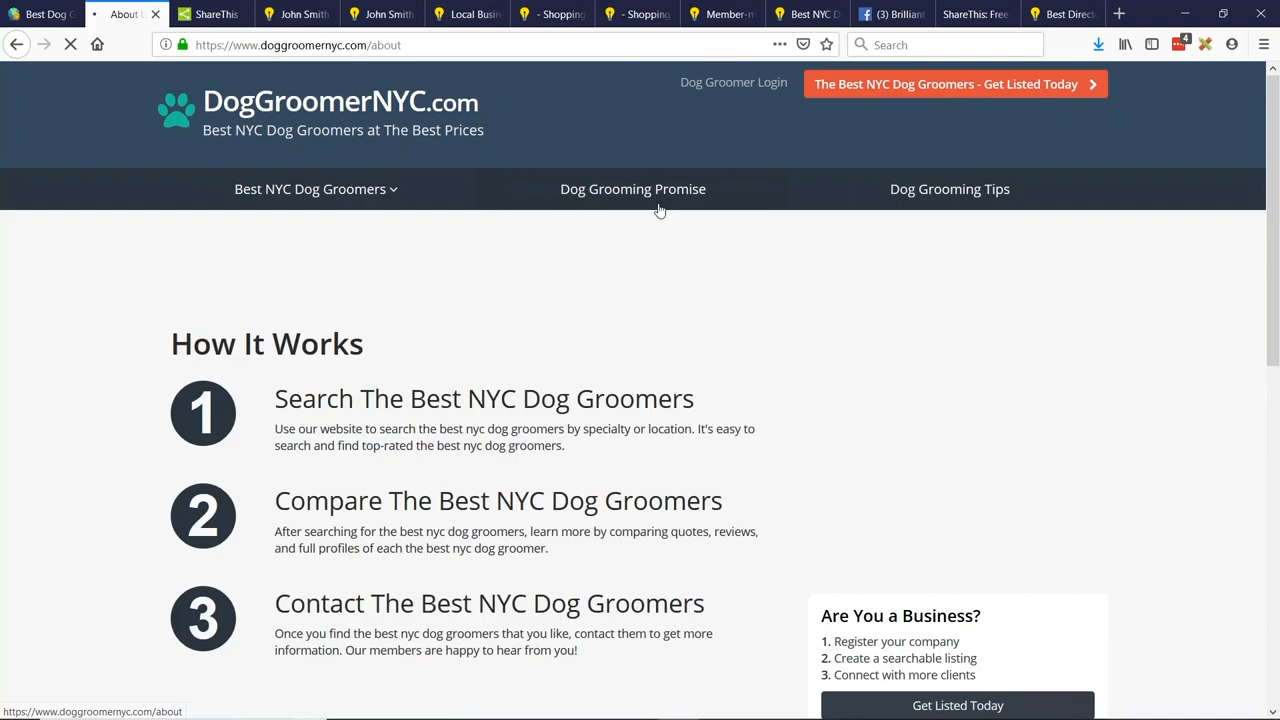 Best Dog G
About U
ShareThis
John Smith
John Smith
Local Busin
- Shopping
- Shopping
Member-m
Best NYC D
(3) Brilliant
ShareThis: Free
Best Direct
https://www.doggroomernyc.com/about
Search
4
DogGroomerNYC.com
Best NYC Dog Groomers at The Best Prices
Dog Groomer Login
The Best NYC Dog Groomers - Get Listed Today
Best NYC Dog Groomers
Dog Grooming Promise
Dog Grooming Tips
How It Works
1
Search The Best NYC Dog Groomers
Use our website to search the best nyc dog groomers by specialty or location. It's easy to
search and find top-rated the best nyc dog groomers.
2
Compare The Best NYC Dog Groomers
After searching for the best nyc dog groomers, learn more by comparing quotes, reviews,
and full profiles of each the best nyc dog groomer.
3
Contact The Best NYC Dog Groomers
Once you find the best nyc dog groomers that you like, contact them to get more
information. Our members are happy to hear from you!
Are You a Business?
1. Register your company
2. Create a searchable listing
3. Connect with more clients
Get Listed Today
https://www.doggroomernyc.com/about